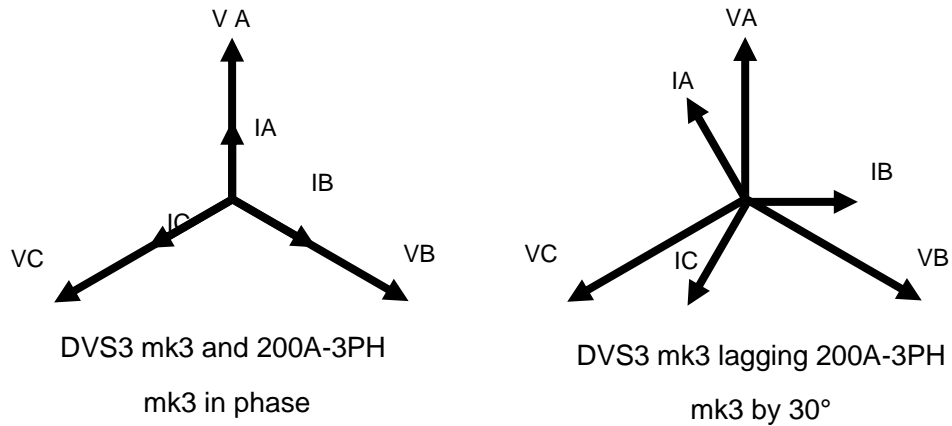 V A
IA
IB
IC
VC
VB
DVS3 mk3 and 200A-3PH
mk3 in phase
VA
IA
IB
VC
IC
VB
DVS3 mk3 lagging 200A-3PH
mk3 by 30°